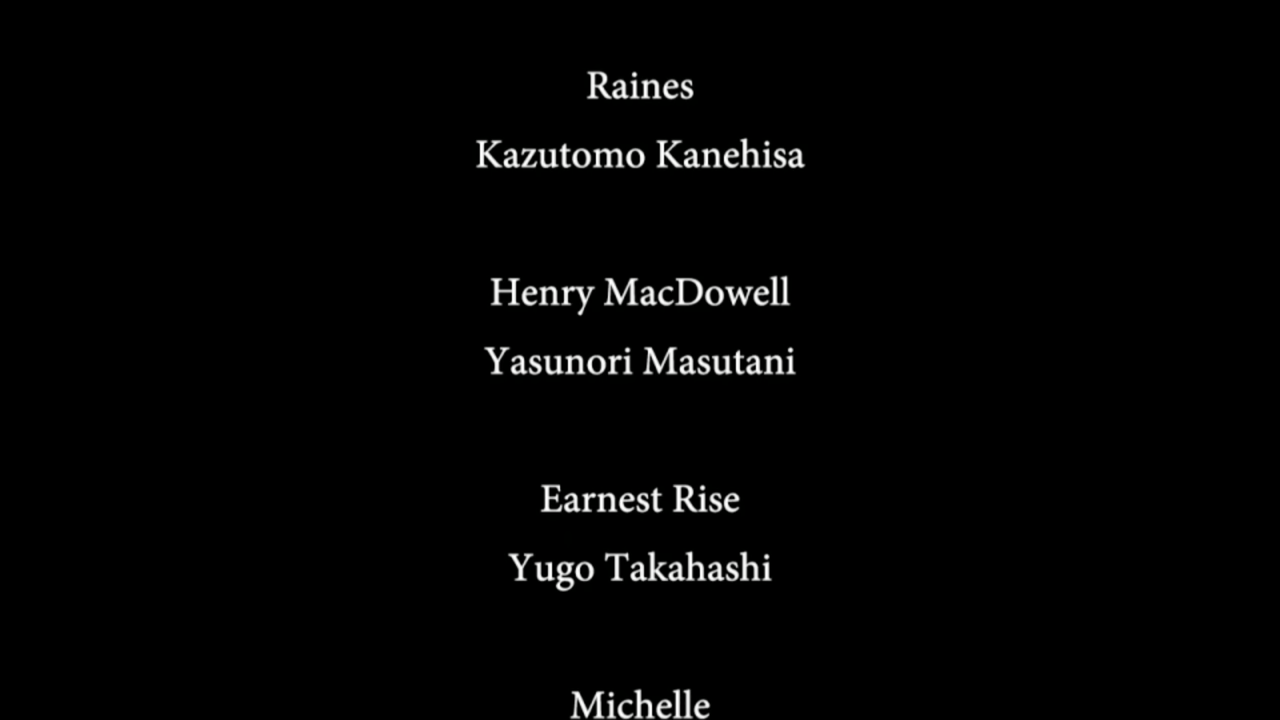 Raines
Kazutomo Kanehisa
Henry MacDowell
Yasunori Masutani
Earnest Rise
Yugo Takahashi
Michelle